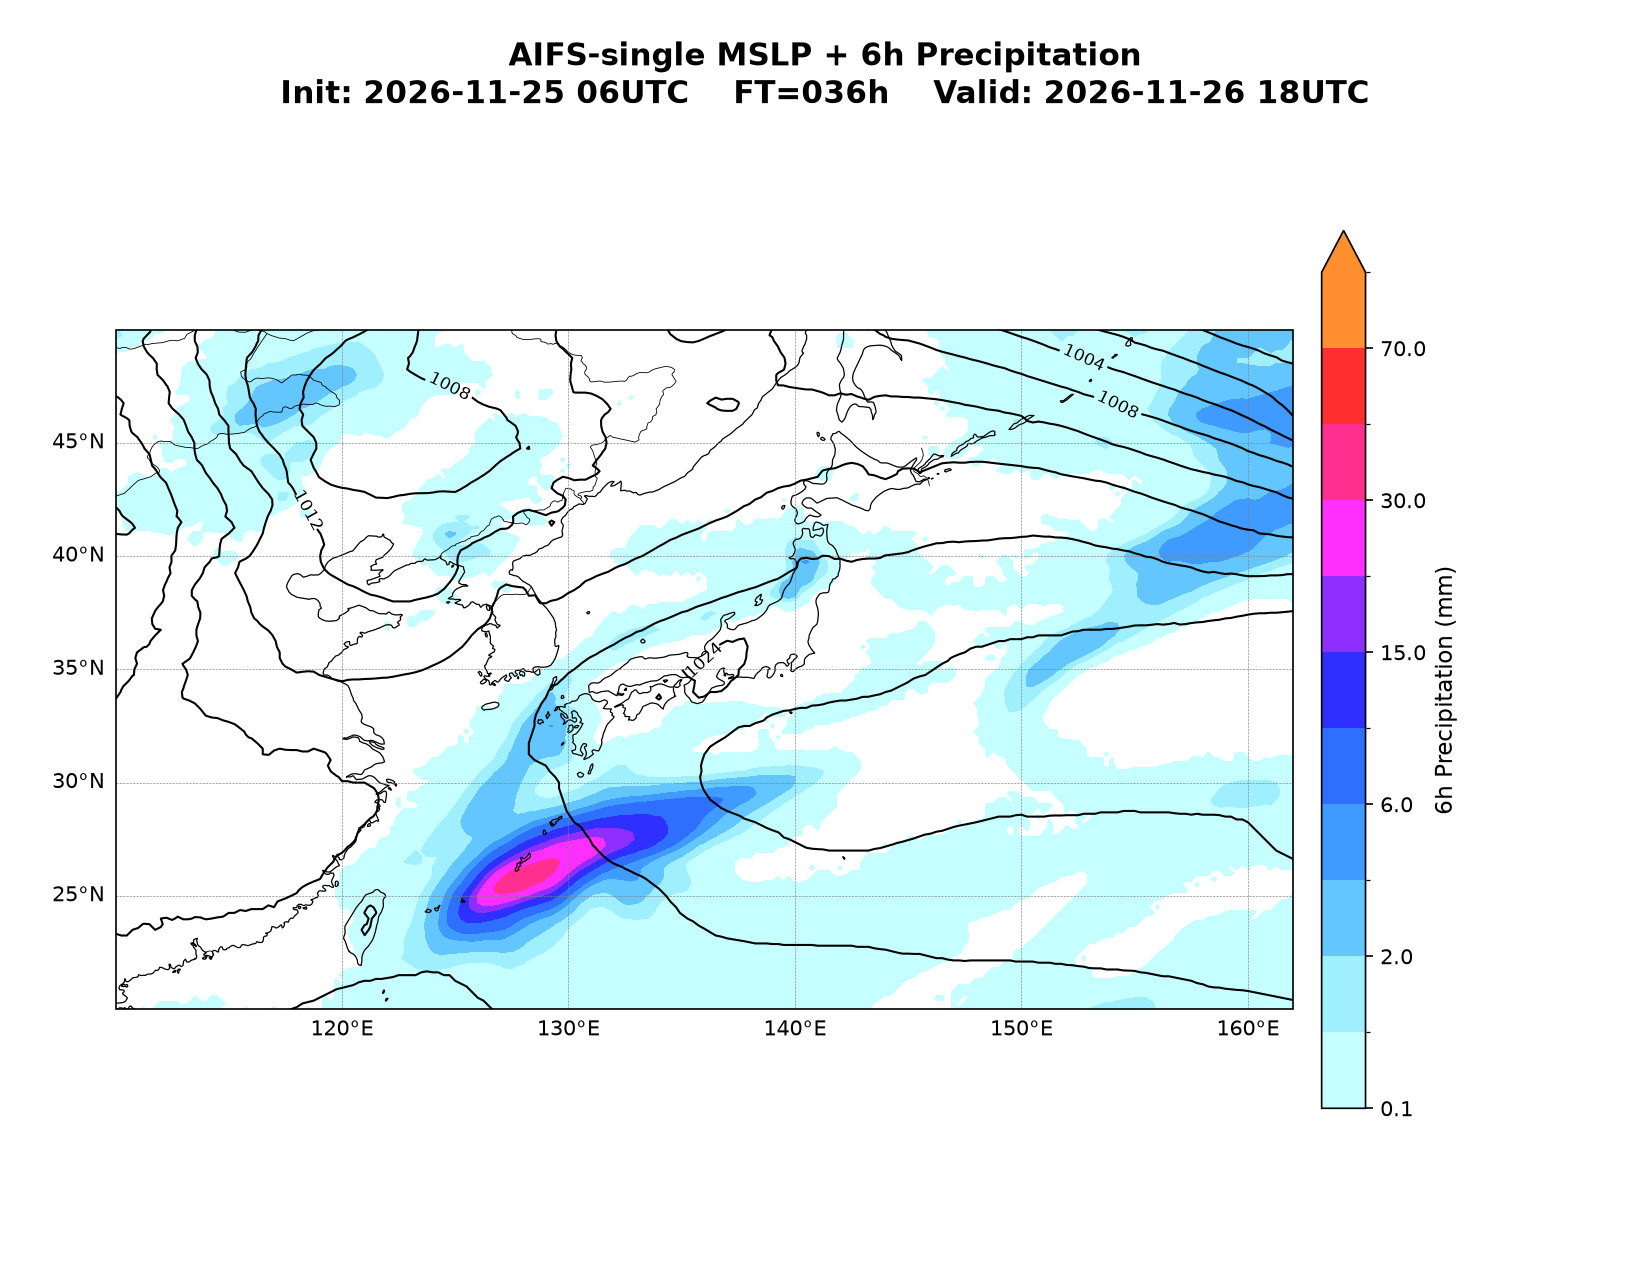 AIFS-single MSLP + 6h Precipitation
Init: 2026-11-25 06UTC    FT=036h    Valid: 2026-11-26 18UTC
1004
1008
1008
1012
1024
45°N
40°N
35°N
30°N
25°N
120°E
130°E
140°E
150°E
160°E
70.0
30.0
15.0
6.0
2.0
0.1
6h Precipitation (mm)